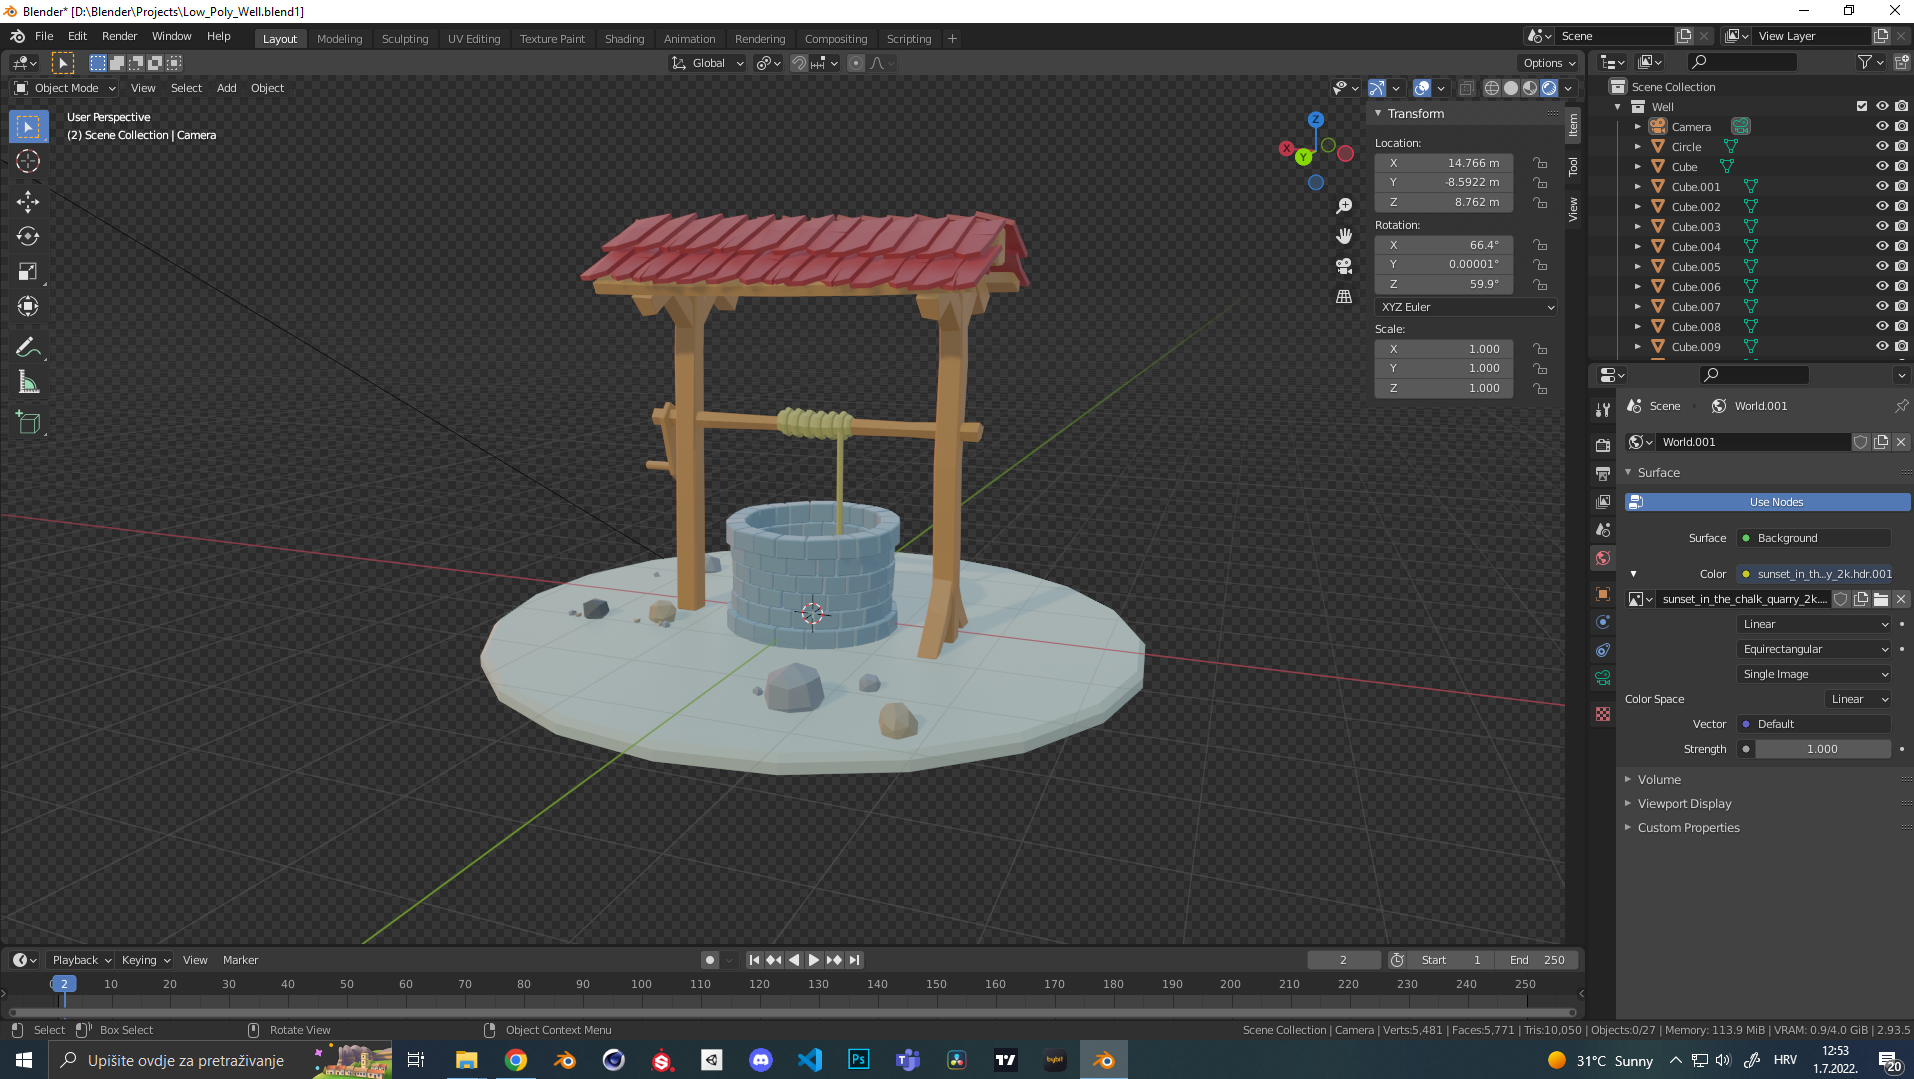 Blender* [D:\Blender\Projects\Low_Poly_Well.blend1]
File Edit Render Window Help
Layout Modeling Sculpting UV Editing Texture Paint Shading Animation Rendering Compositing Scripting +
Scene
View Layer
Global
Options
Object Mode View Select Add Object
User Perspective
(2) Scene Collection | Camera
Z
X
Y
Transform
Location:
X 14.766 m
Y -8.5922 m
Z 8.762 m
Rotation:
X 66.4°
Y 0.00001°
Z 59.9°
XYZ Euler
Scale:
X 1.000
Y 1.000
Z 1.000
Item
Tool
View
Scene Collection
Well
Camera
Circle
Cube
Cube.001
Cube.002
Cube.003
Cube.004
Cube.005
Cube.006
Cube.007
Cube.008
Cube.009
Scene World.001
World.001
Surface
Use Nodes
Surface Background
Color sunset_in_th...y_2k.hdr.001
sunset_in_the_chalk_quarry_2k....
Linear
Equirectangular
Single Image
Color Space Linear
Vector Default
Strength 1.000
Volume
Viewport Display
Custom Properties
Playback Keying View Marker
2
Start 1 End 250
2 10 20 30 40 50 60 70 80 90 100 110 120 130 140 150 160 170 180 190 200 210 220 230 240 250
Select Box Select Rotate View Object Context Menu
Scene Collection | Camera | Verts:5,481 | Faces:5,771 | Tris:10,050 | Objects:0/27 | Memory: 113.9 MiB | VRAM: 0.9/4.0 GiB | 2.93.5
Upišite ovdje za pretraživanje
Ps
bybit
31°C Sunny
HRV
12:53
1.7.2022.
20